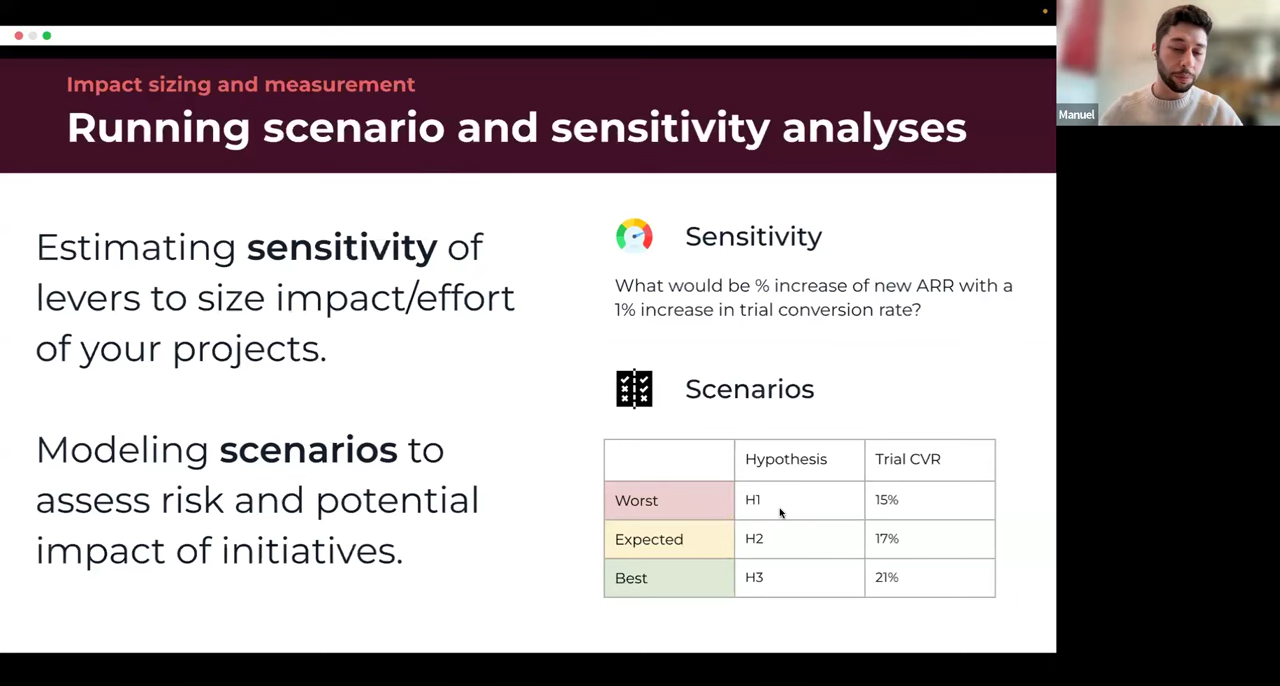 Impact sizing and measurement
Running scenario and sensitivity analyses
Manuel
Estimating sensitivity of
levers to size impact/effort
of your projects.
Modeling scenarios to
assess risk and potential
impact of initiatives.
Sensitivity
What would be % increase of new ARR with a
1% increase in trial conversion rate?
Scenarios
Hypothesis Trial CVR
Worst H1 15%
Expected H2 17%
Best H3 21%